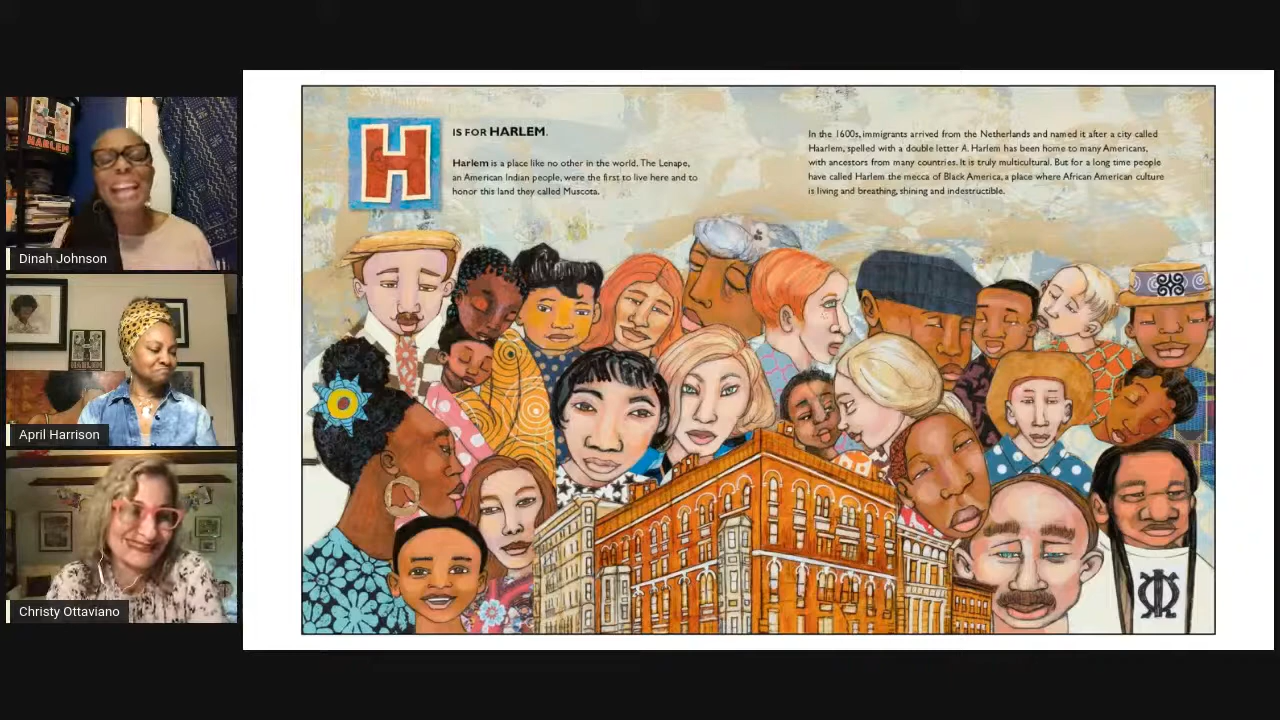 HARLEM
Dinah Johnson
HARLEM
April Harrison
Christy Ottaviano
H
IS FOR HARLEM.
Harlem is a place like no other in the world. The Lenape,
an American Indian people, were the first to live here and to
honor this land they called Muscota.
In the 1600s, immigrants arrived from the Netherlands and named it after a city called
Haarlem, spelled with a double letter A. Harlem has been home to many Americans,
with ancestors from many countries. It is truly multicultural. But for a long time people
have called Harlem the mecca of Black America, a place where African American culture
is living and breathing, shining and indestructible.